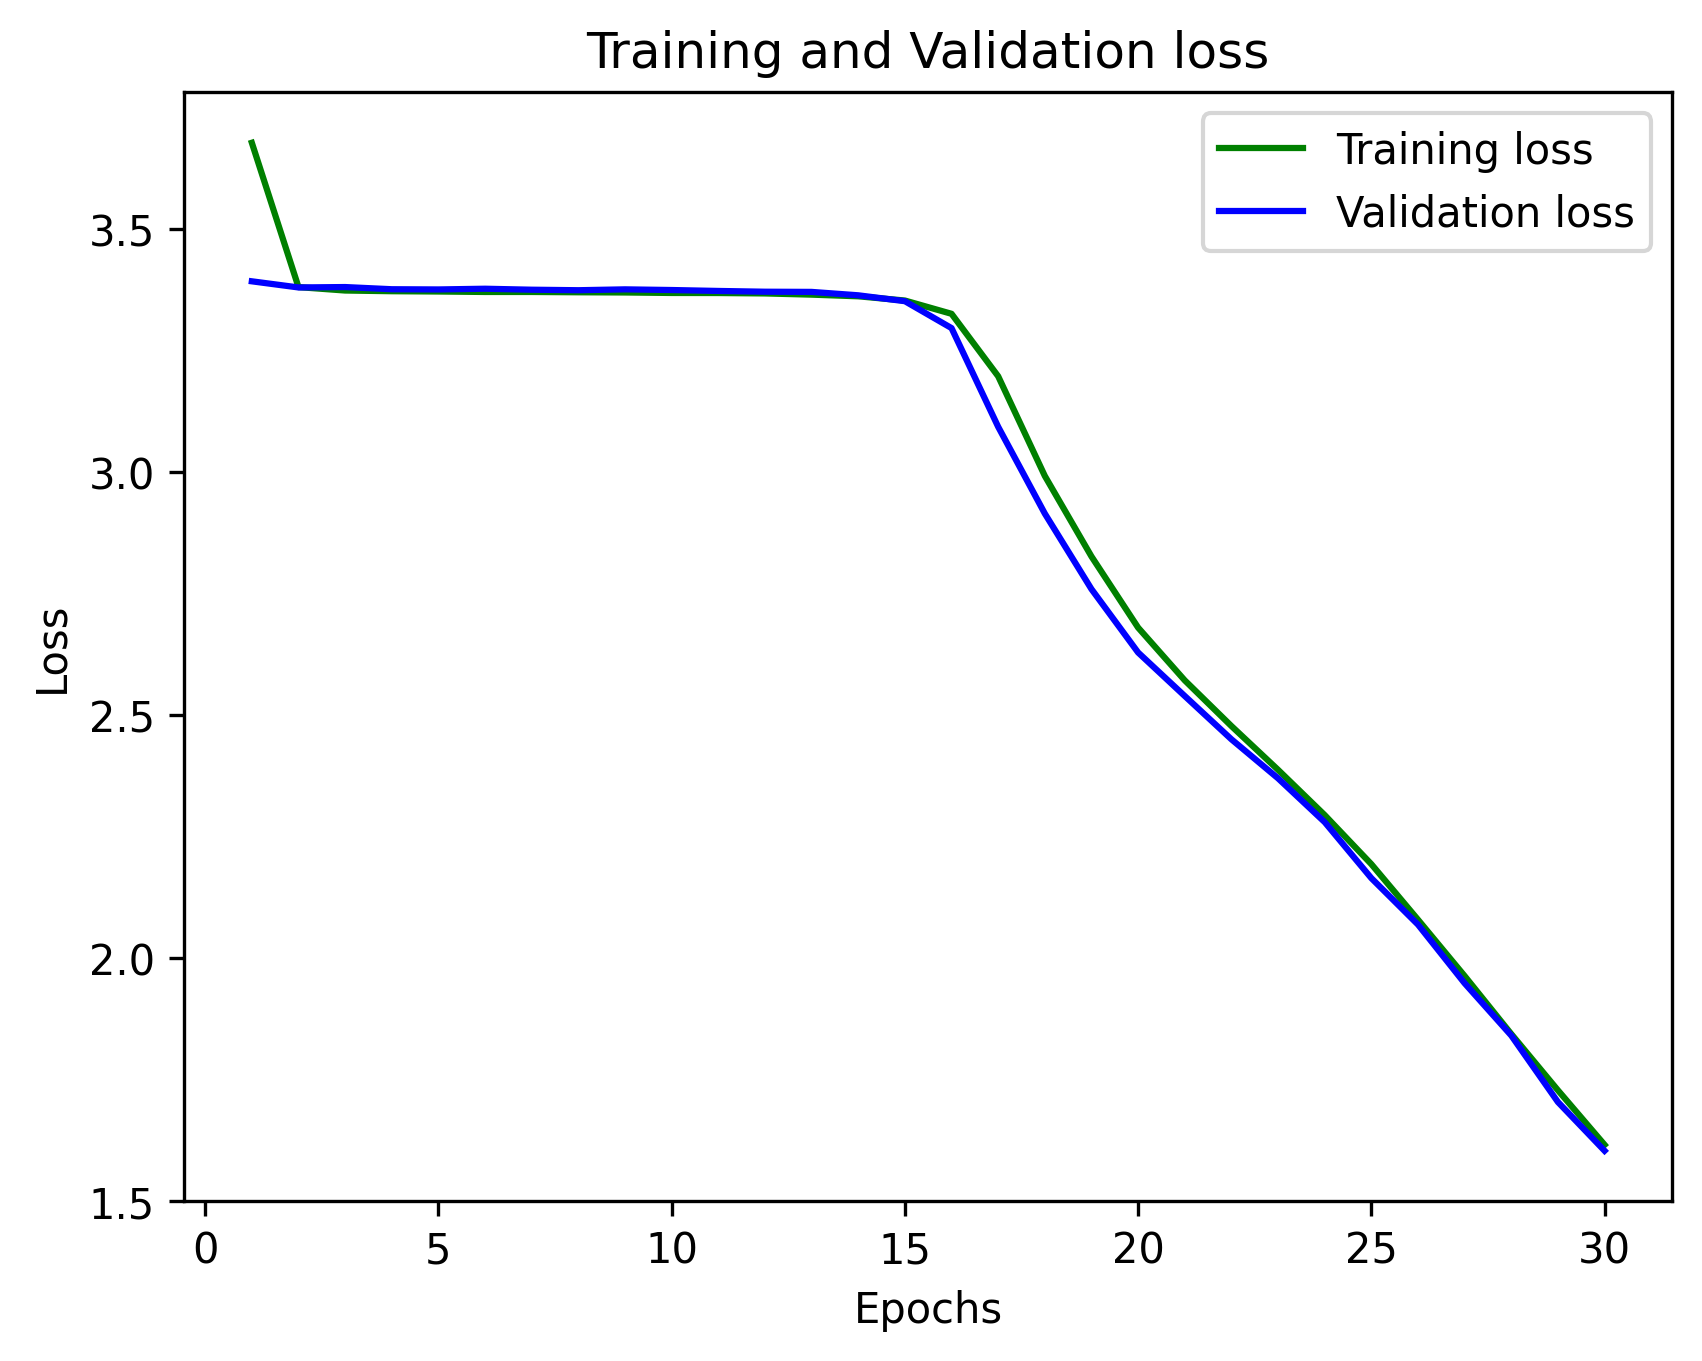 Training and Validation loss
Training loss
Validation loss
3.5
3.0
2.5
2.0
1.5
Loss
0 5 10 15 20 25 30
Epochs